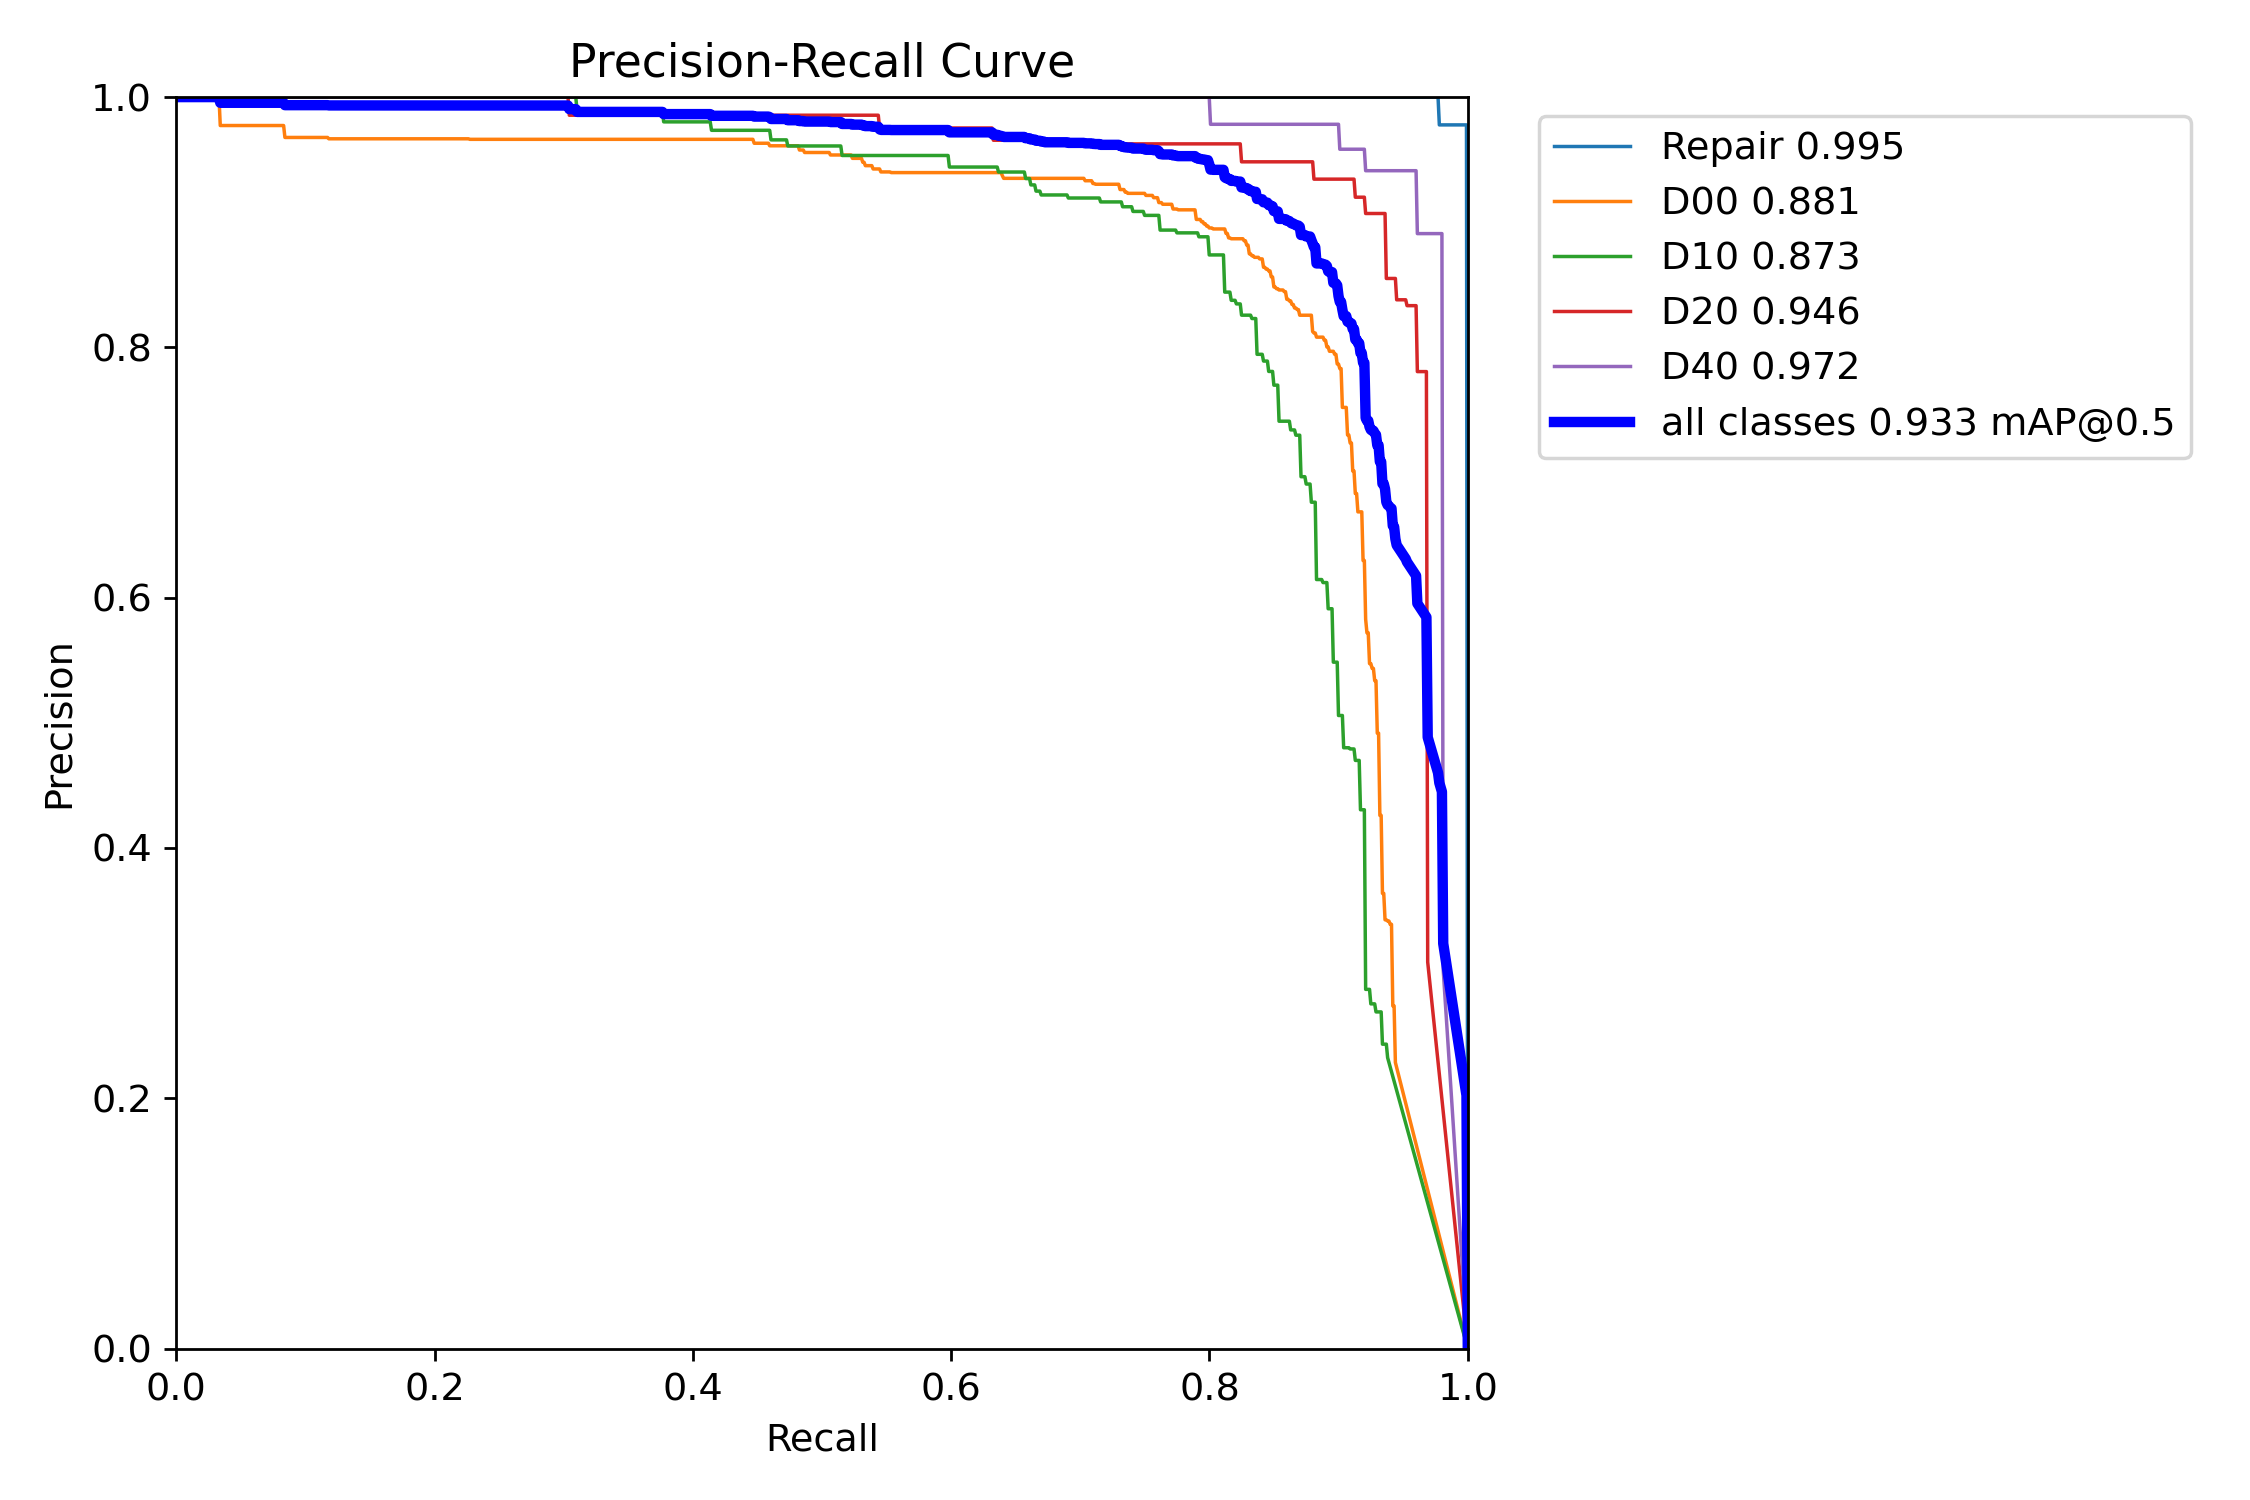 Precision-Recall Curve
1.0
0.8
0.6
0.4
0.2
0.0
Precision
0.0 0.2 0.4 0.6 0.8 1.0
Recall
Repair 0.995
D00 0.881
D10 0.873
D20 0.946
D40 0.972
all classes 0.933 mAP@0.5